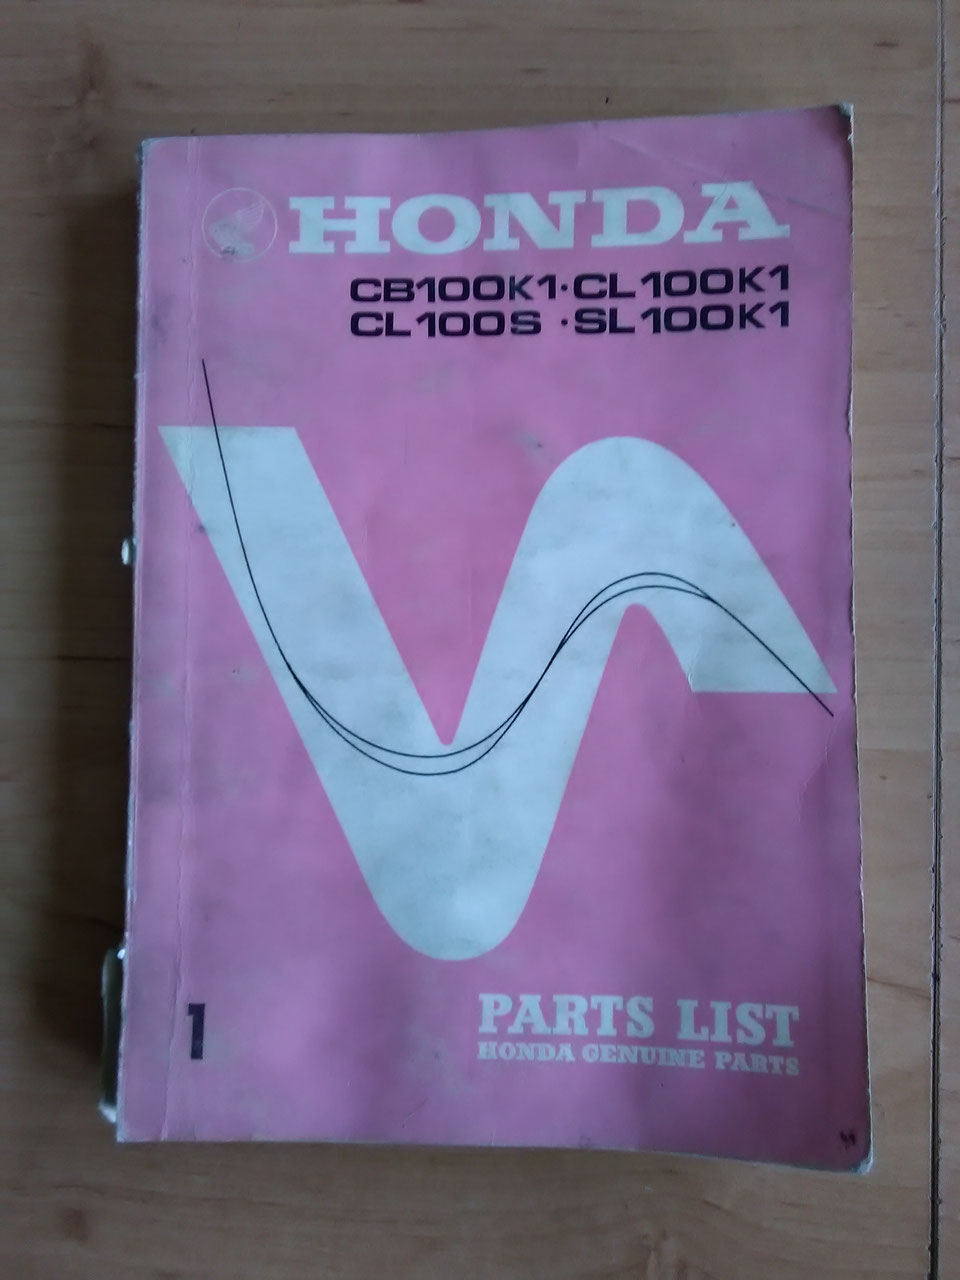 HONDA
CB100K1·CL100K1
CL100S ·SL100K1
PARTS LIST
HONDA GENUINE PARTS
1